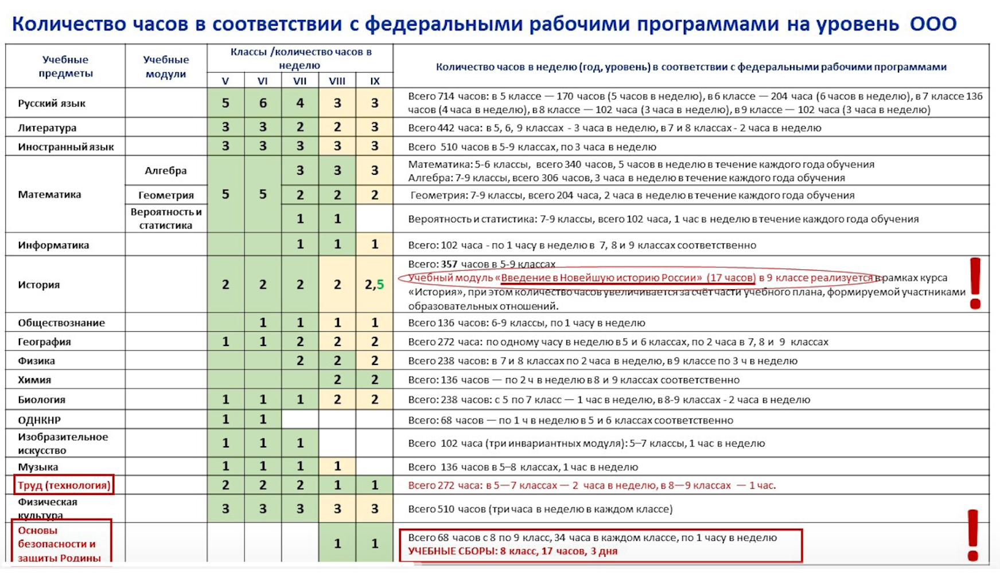 Количество часов в соответствии с федеральными рабочими программами на уровень ООО
Учебные предметы
Учебные модули
Классы /количество часов в неделю
Количество часов в неделю (год, уровень) в соответствии с федеральными рабочими программами
V VI VII VIII IX
Русский язык 5 6 4 3 3
Всего 714 часов: в 5 классе — 170 часов (5 часов в неделю), в 6 классе — 204 часа (6 часов в неделю), в 7 классе 136
часов (4 часа в неделю), в 8 классе — 102 часа (3 часа в неделю), в 9 классе — 102 часа (3 часа в неделю)
Литература 3 3 2 2 3 Всего 442 часа: в 5, 6, 9 классах - 3 часа в неделю, в 7 и 8 классах - 2 часа в неделю
Иностранный язык 3 3 3 3 3 Всего 510 часов в 5-9 классах, по 3 часа в неделю
Математика 5 5
Алгебра 3 3 3
Математика: 5-6 классы, всего 340 часов, 5 часов в неделю в течение каждого года обучения
Алгебра: 7-9 классы, всего 306 часов, 3 часа в неделю в течение каждого года обучения
Геометрия 2 2 2 Геометрия: 7-9 классы, всего 204 часа, 2 часа в неделю в течение каждого года обучения
Вероятность и
статистика
1 1 Вероятность и статистика: 7-9 классы, всего 102 часа, 1 час в неделю в течение каждого года обучения
Информатика 1 1 1 Всего: 102 часа - по 1 часу в неделю в 7, 8 и 9 классах соответственно
История 2 2 2 2 2,5
Всего: 357 часов в 5-9 классах
Учебный модуль «Введение в Новейшую историю России» (17 часов) в 9 классе реализуется в рамках курса
«История», при этом количество часов увеличивается за счёт части учебного плана, формируемой участниками
образовательных отношений.
!
Обществознание 1 1 1 1 Всего 136 часов: 6-9 классы, по 1 часу в неделю
География 1 1 2 2 2 Всего 272 часа: по одному часу в неделю в 5 и 6 классах, по 2 часа в 7, 8 и 9 классах
Физика 2 2 2 Всего 238 часов: в 7 и 8 классах по 2 часа в неделю, в 9 классе по 3 ч в неделю
Химия 2 2 Всего: 136 часов — по 2 ч в неделю в 8 и 9 классах соответственно
Биология 1 1 1 2 2 Всего: 238 часов: с 5 по 7 класс — 1 час в неделю, в 8-9 классах - 2 часа в неделю
ОДНКНР 1 1 Всего: 68 часов — по 1 ч в неделю в 5 и 6 классах соответственно
Изобразительное
искусство
1 1 1 Всего 102 часа (три инвариантных модуля): 5–7 классы, 1 час в неделю
Музыка 1 1 1 1 Всего 136 часов в 5–8 классах, 1 час в неделю
Труд (технология) 2 2 2 1 1 Всего 272 часа: в 5—7 классах — 2 часа в неделю, в 8—9 классах — 1 час.
Физическая
культура
3 3 3 3 3 Всего 510 часов (три часа в неделю в каждом классе)
Основы
безопасности и
защиты Родины
1 1
Всего 68 часов с 8 по 9 класс, 34 часа в каждом классе, по 1 часу в неделю
УЧЕБНЫЕ СБОРЫ: 8 класс, 17 часов, 3 дня
!